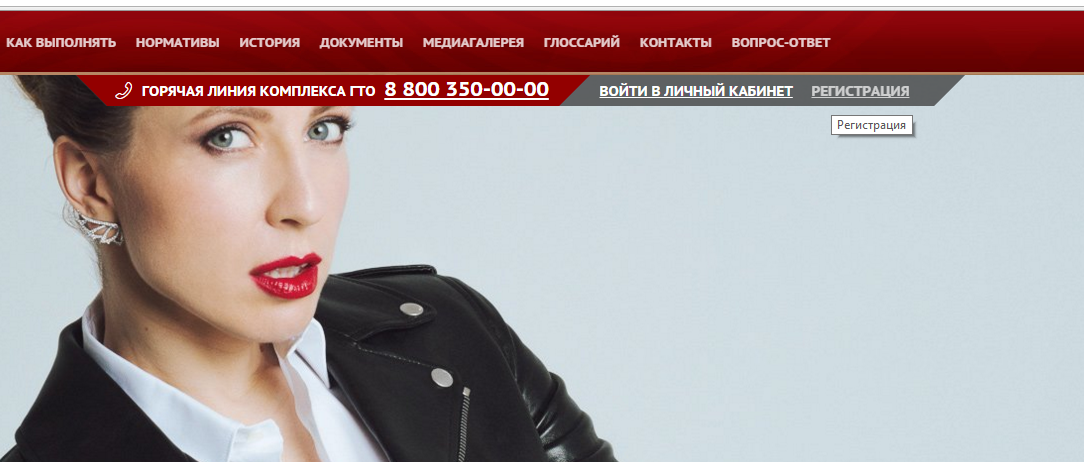 КАК ВЫПОЛНЯТЬ НОРМАТИВЫ ИСТОРИЯ ДОКУМЕНТЫ МЕДИАГАЛЕРЕЯ ГЛОССАРИЙ КОНТАКТЫ ВОПРОС-ОТВЕТ
ГОРЯЧАЯ ЛИНИЯ КОМПЛЕКСА ГТО 8 800 350-00-00 ВОЙТИ В ЛИЧНЫЙ КАБИНЕТ РЕГИСТРАЦИЯ
Регистрация